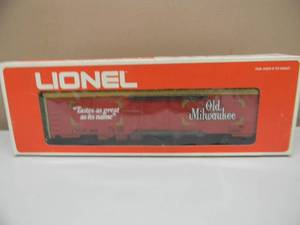 LIONEL
"Tastes as great
as its name"
Old
Milwaukee